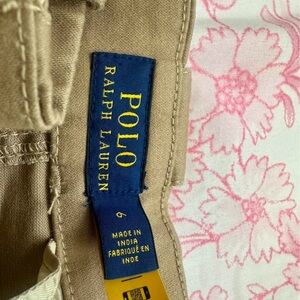 POLO
RALPH LAUREN
6
MADE IN
INDIA
FABRIQUÉ EN
INDE